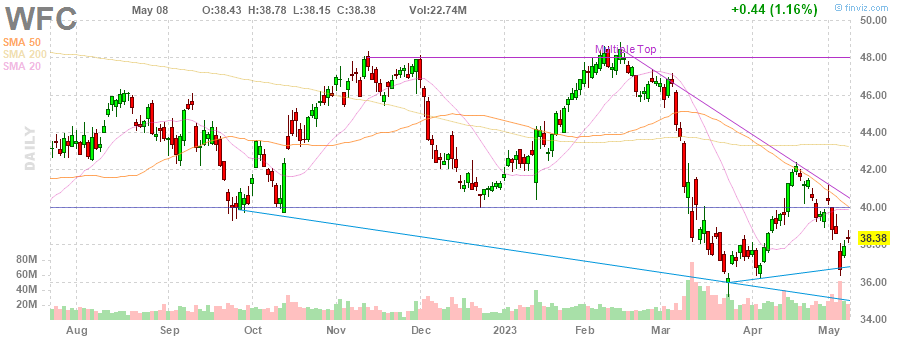 WFC May 08 O:38.43 H:38.78 L:38.15 C:38.38 Vol:22.74M +0.44 (1.16%) © finviz.com
SMA 50
SMA 200
SMA 20
Multiple Top
DAILY
50.00
48.00
46.00
44.00
42.00
40.00
38.38
38.00
36.00
34.00
80M
60M
40M
20M
Aug Sep Oct Nov Dec 2023 Feb Mar Apr May